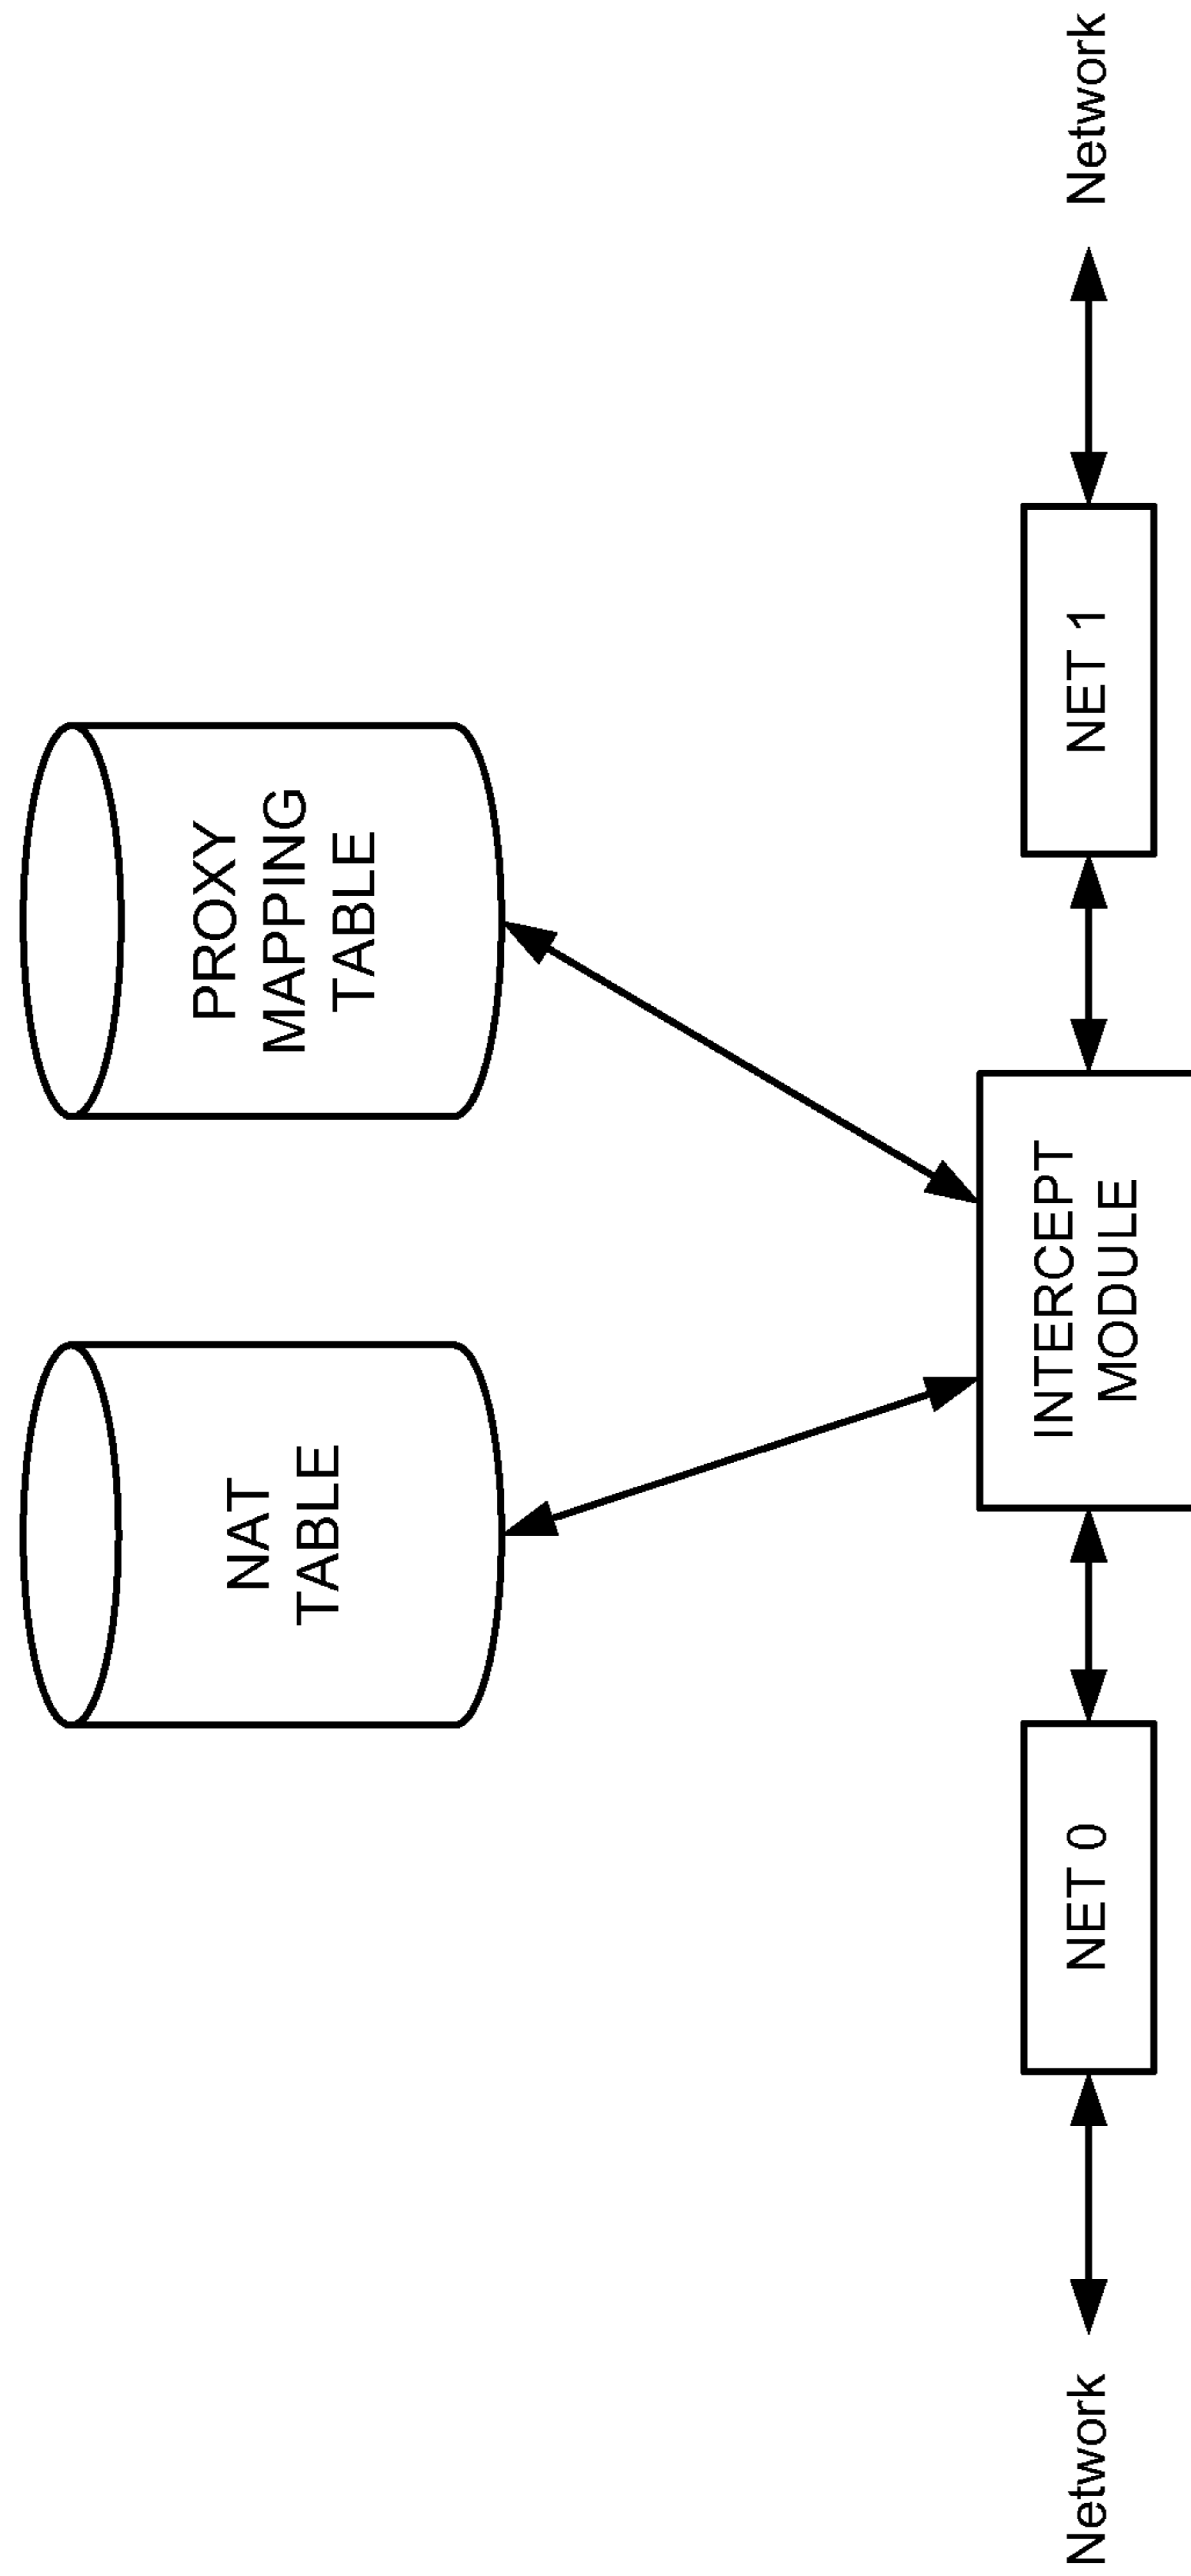 NAT
TABLE
PROXY
MAPPING
TABLE
Network
NET 0
INTERCEPT
MODULE
NET 1
Network